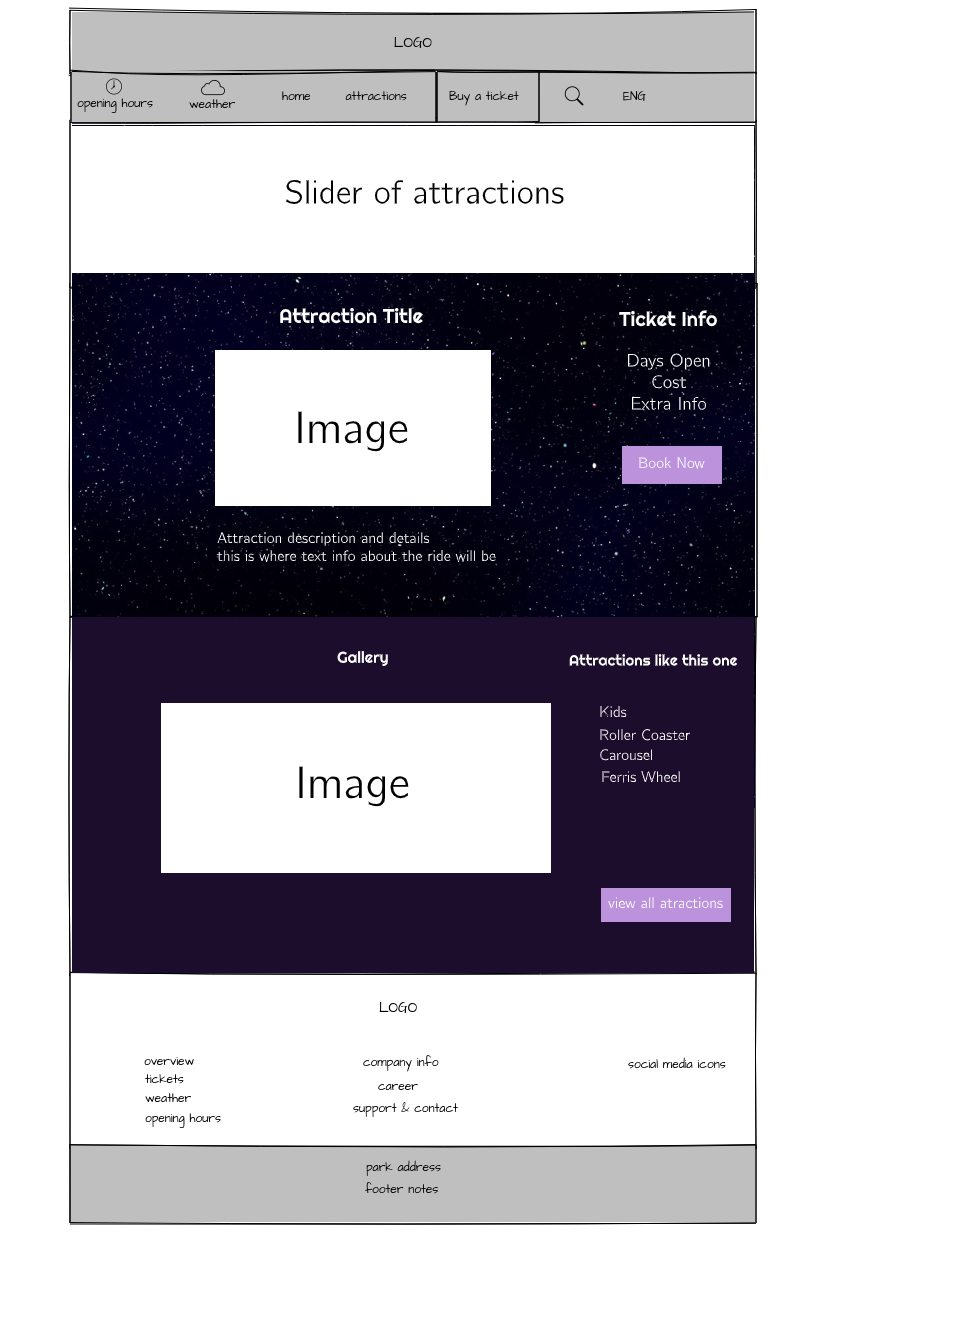 LOGO
opening hours
weather
home
attractions
Buy a ticket
ENG
Slider of attractions
Attraction Title
Image
Attraction description and details
this is where text info about the ride will be
Ticket Info
Days Open
Cost
Extra Info
Book Now
Gallery
Image
Attractions like this one
Kids
Roller Coaster
Carousel
Ferris Wheel
view all atractions
LOGO
overview
tickets
weather
opening hours
company info
career
support & contact
social media icons
park address
footer notes